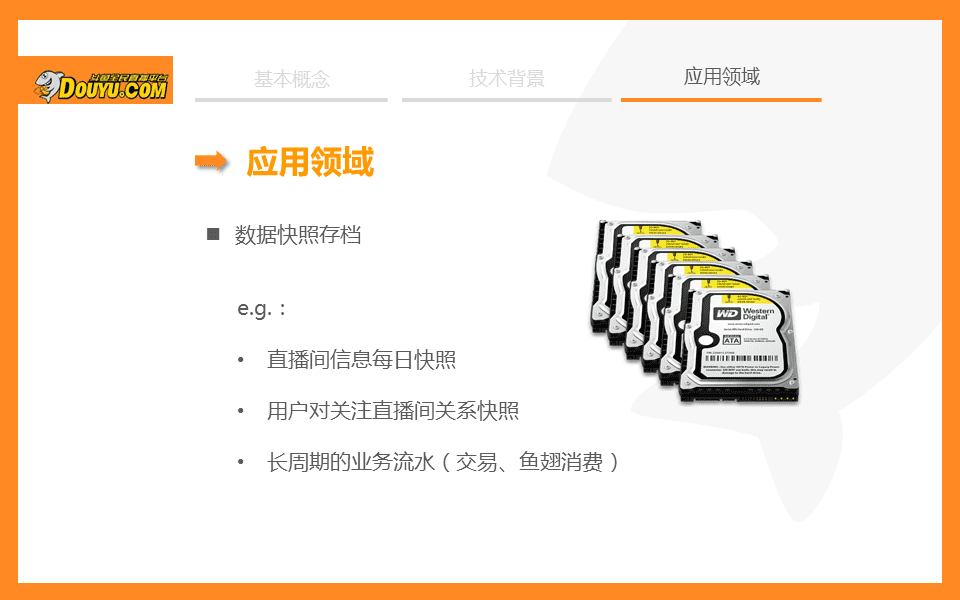 斗鱼全民直播平台
DOUYU.COM
基本概念
技术背景
应用领域
应用领域
数据快照存档
e.g.：
• 直播间信息每日快照
• 用户对关注直播间关系快照
• 长周期的业务流水（交易、鱼翅消费）
WD Western Digital